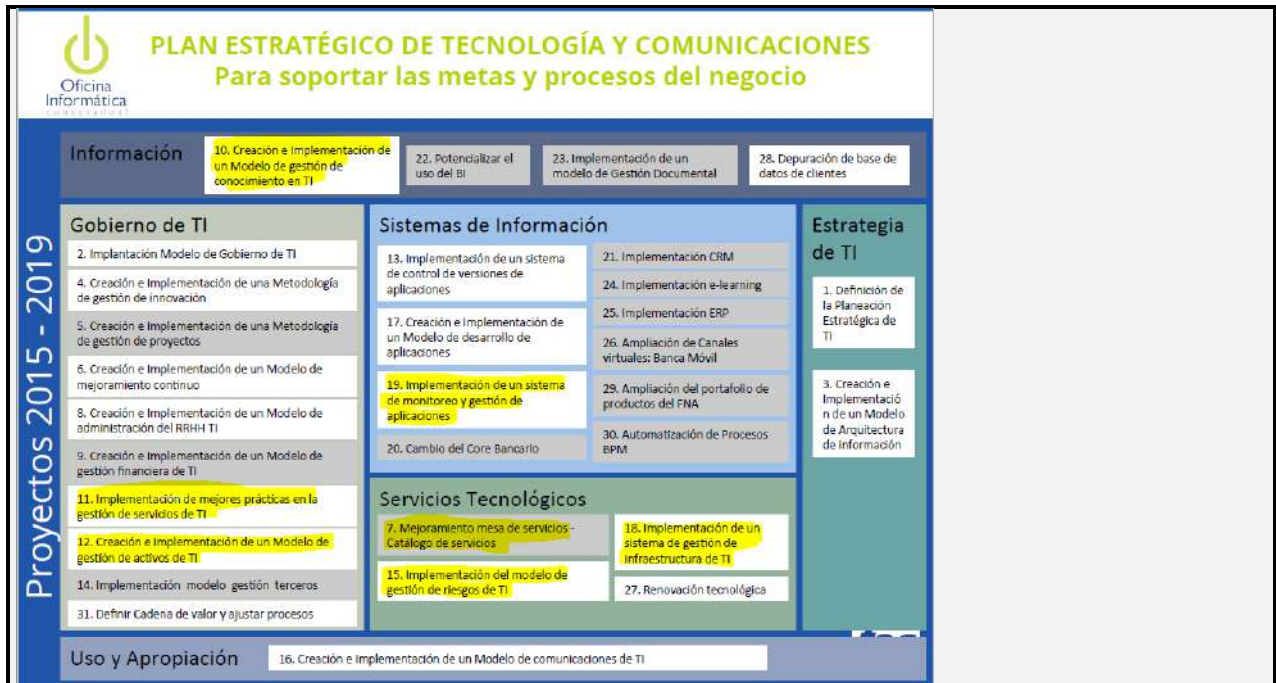 PLAN ESTRATÉGICO DE TECNOLOGÍA Y COMUNICACIONES
Para soportar las metas y procesos del negocio
Oficina
Informática
Proyectos 2015 - 2019
Información
10. Creación e Implementación de
un Modelo de gestión de
conocimiento en TI
22. Potencializar el
uso del BI
23. Implementación de un
modelo de Gestión Documental
28. Depuración de base de
datos de clientes
Gobierno de TI
2. Implantación Modelo de Gobierno de TI
4. Creación e Implementación de una Metodología
de gestión de innovación
5. Creación e Implementación de una Metodología
de gestión de proyectos
6. Creación e Implementación de un Modelo de
mejoramiento continuo
8. Creación e Implementación de un Modelo de
administración del RRHH TI
9. Creación e Implementación de un Modelo de
gestión financiera de TI
11. Implementación de mejores prácticas en la
gestión de servicios de TI
12. Creación e Implementación de un Modelo de
gestión de activos de TI
14. Implementación modelo gestión terceros
31. Definir Cadena de valor y ajustar procesos
Sistemas de Información
13. Implementación de un sistema
de control de versiones de
aplicaciones
17. Creación e Implementación de
un Modelo de desarrollo de
aplicaciones
19. Implementación de un sistema
de monitoreo y gestión de
aplicaciones
20. Cambio del Core Bancario
21. Implementación CRM
24. Implementación e-learning
25. Implementación ERP
26. Ampliación de Canales
virtuales: Banca Móvil
29. Ampliación del portafolio de
productos del FNA
30. Automatización de Procesos
BPM
Servicios Tecnológicos
7. Mejoramiento mesa de servicios -
Catálogo de servicios
15. Implementación del modelo de
gestión de riesgos de TI
18. Implementación de un
sistema de gestión de
infraestructura de TI
27. Renovación tecnológica
Estrategia
de TI
1. Definición de
la Planeación
Estratégica de
TI
3. Creación e
Implementació
n de un Modelo
de Arquitectura
de información
Uso y Apropiación
16. Creación e Implementación de un Modelo de comunicaciones de TI